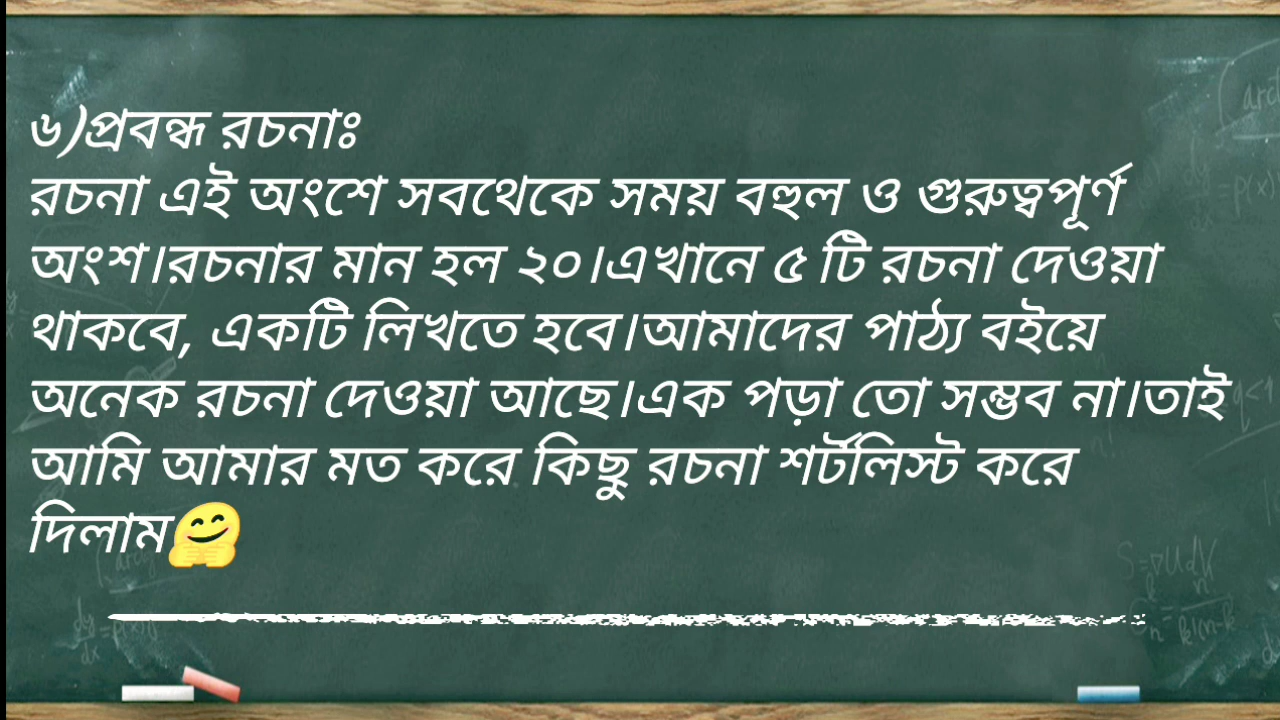 ৬)প্রবন্ধ রচনাঃ
রচনা এই অংশে সবথেকে সময় বহুল ও গুরুত্বপূর্ণ
অংশ।রচনার মান হল ২০।এখানে ৫ টি রচনা দেওয়া
থাকবে, একটি লিখতে হবে।আমাদের পাঠ্য বইয়ে
অনেক রচনা দেওয়া আছে।এক পড়া তো সম্ভব না।তাই
আমি আমার মত করে কিছু রচনা শর্টলিস্ট করে
দিলাম🤗